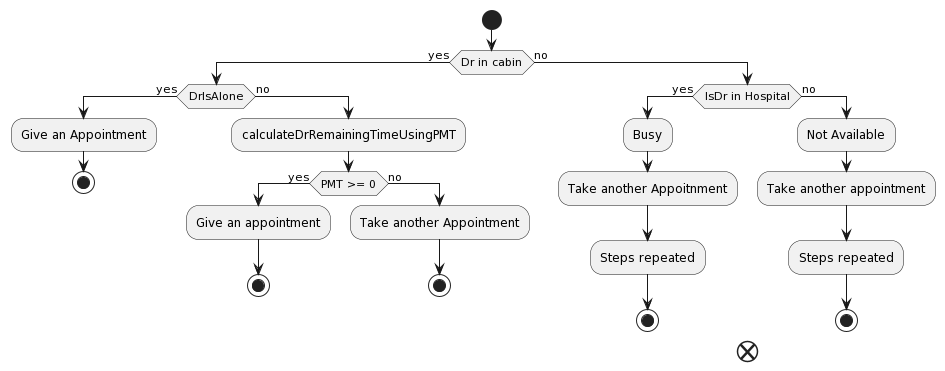 yes
Dr in cabin
no
yes
DrIsAlone
no
yes
IsDr in Hospital
no
Give an Appointment
calculateDrRemainingTimeUsingPMT
Busy
Not Available
yes
PMT >= 0
no
Take another Appoitnment
Take another appointment
Give an appointment
Take another Appointment
Steps repeated
Steps repeated